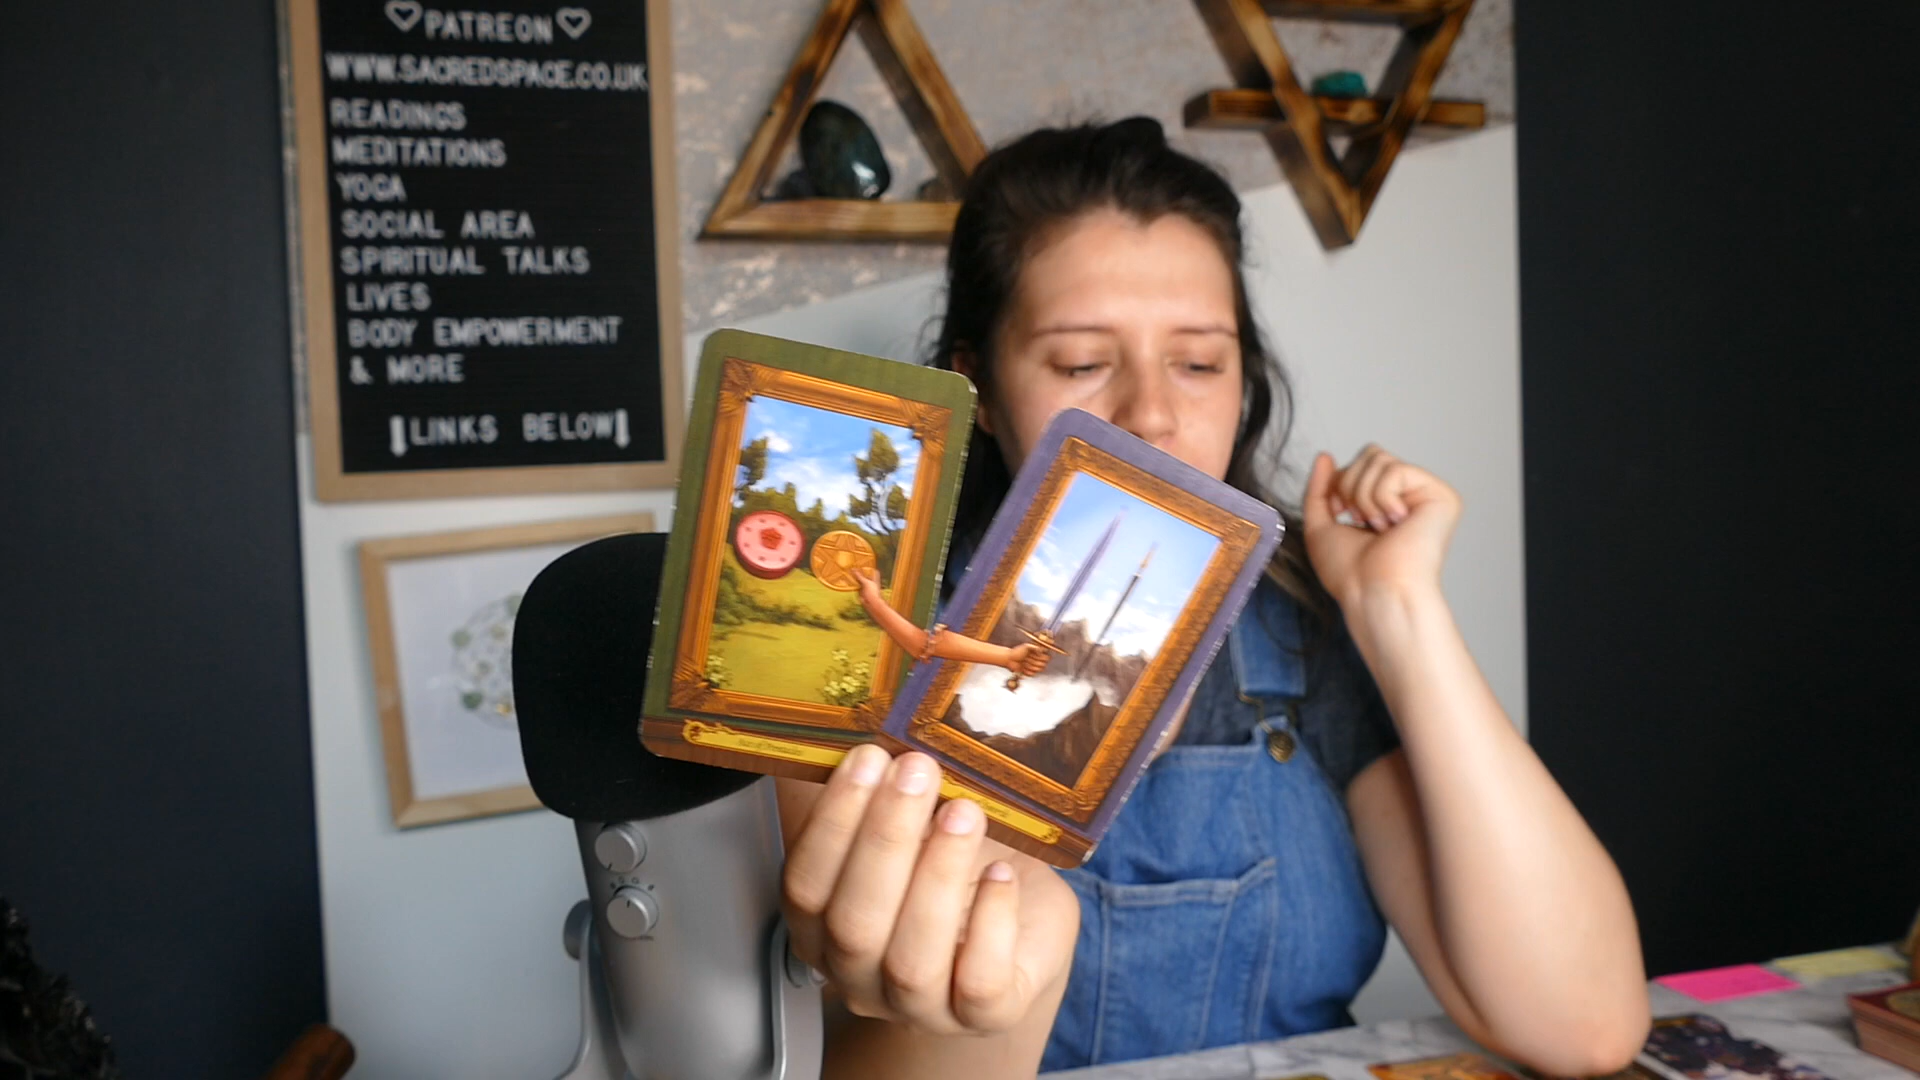 ♡PATREON♡
WWW.SACREDSPACE.CO.UK
READINGS
MEDITATIONS
YOGA
SOCIAL AREA
SPIRITUAL TALKS
LIVES
BODY EMPOWERMENT
& MORE
LINKS BELOW